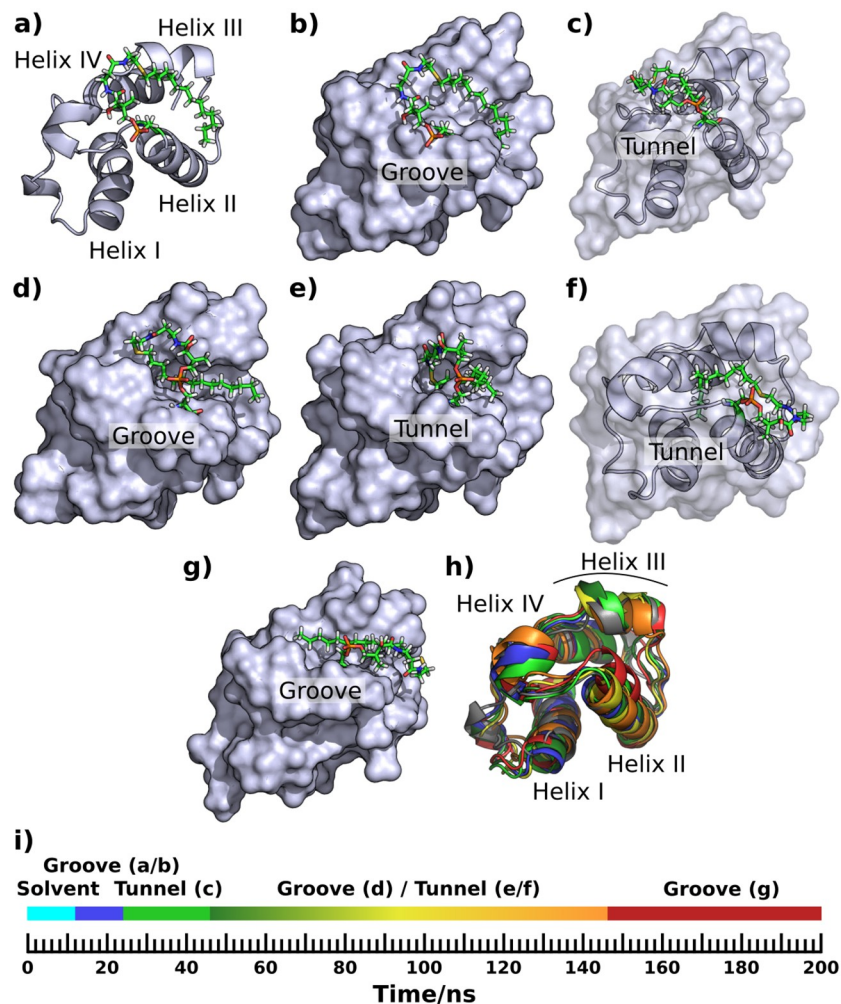 a)
Helix III
Helix IV
Helix II
Helix I
b)
Groove
c)
Tunnel
d)
Groove
e)
Tunnel
f)
Tunnel
g)
Groove
h)
Helix III
Helix IV
Helix II
Helix I
i)
Groove (a/b)
Solvent Tunnel (c) Groove (d) / Tunnel (e/f) Groove (g)
0 20 40 60 80 100 120 140 160 180 200
Time/ns